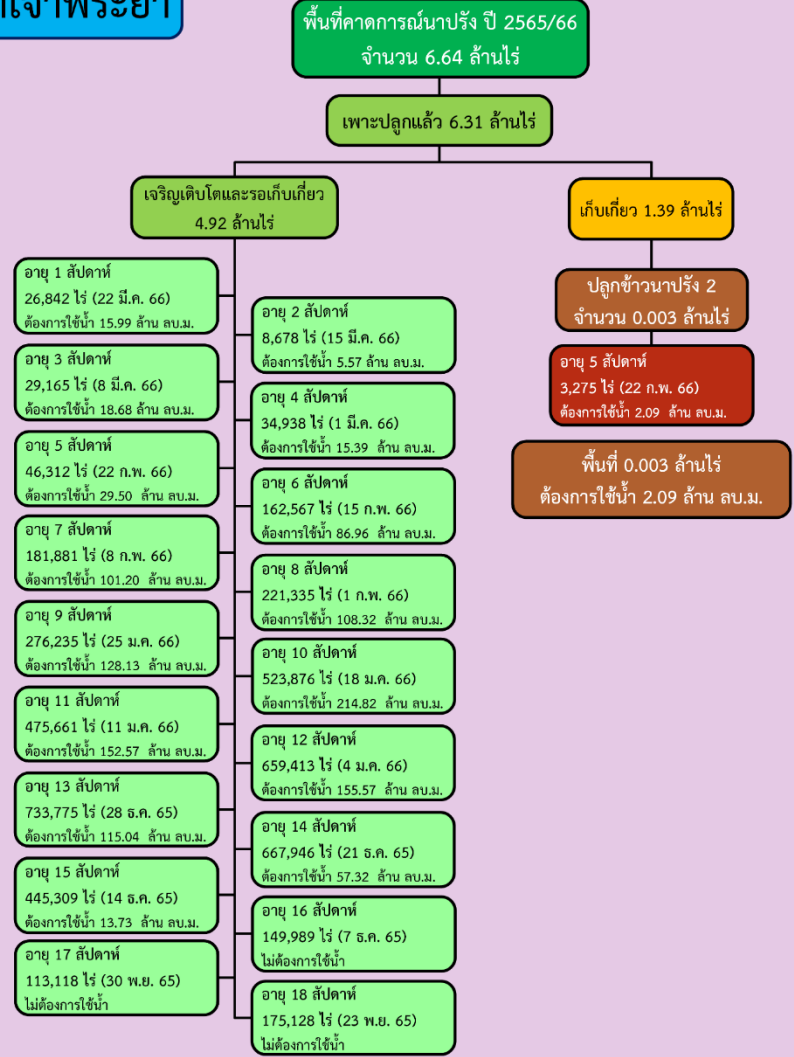 เจ้าพระยา
พื้นที่คาดการณ์นาปรัง ปี 2565/66
จำนวน 6.64 ล้านไร่
เพาะปลูกแล้ว 6.31 ล้านไร่
เจริญเติบโตและรอเก็บเกี่ยว
4.92 ล้านไร่
อายุ 1 สัปดาห์
26,842 ไร่ (22 มี.ค. 66)
ต้องการใช้น้ำ 15.99 ล้าน ลบ.ม.
อายุ 2 สัปดาห์
8,678 ไร่ (15 มี.ค. 66)
ต้องการใช้น้ำ 5.57 ล้าน ลบ.ม.
อายุ 3 สัปดาห์
29,165 ไร่ (8 มี.ค. 66)
ต้องการใช้น้ำ 18.68 ล้าน ลบ.ม.
อายุ 4 สัปดาห์
34,938 ไร่ (1 มี.ค. 66)
ต้องการใช้น้ำ 15.39 ล้าน ลบ.ม.
อายุ 5 สัปดาห์
46,312 ไร่ (22 ก.พ. 66)
ต้องการใช้น้ำ 29.50 ล้าน ลบ.ม.
อายุ 6 สัปดาห์
162,567 ไร่ (15 ก.พ. 66)
ต้องการใช้น้ำ 86.96 ล้าน ลบ.ม.
อายุ 7 สัปดาห์
181,881 ไร่ (8 ก.พ. 66)
ต้องการใช้น้ำ 101.20 ล้าน ลบ.ม.
อายุ 8 สัปดาห์
221,335 ไร่ (1 ก.พ. 66)
ต้องการใช้น้ำ 108.32 ล้าน ลบ.ม.
อายุ 9 สัปดาห์
276,235 ไร่ (25 ม.ค. 66)
ต้องการใช้น้ำ 128.13 ล้าน ลบ.ม.
อายุ 10 สัปดาห์
523,876 ไร่ (18 ม.ค. 66)
ต้องการใช้น้ำ 214.82 ล้าน ลบ.ม.
อายุ 11 สัปดาห์
475,661 ไร่ (11 ม.ค. 66)
ต้องการใช้น้ำ 152.57 ล้าน ลบ.ม.
อายุ 12 สัปดาห์
659,413 ไร่ (4 ม.ค. 66)
ต้องการใช้น้ำ 155.57 ล้าน ลบ.ม.
อายุ 13 สัปดาห์
733,775 ไร่ (28 ธ.ค. 65)
ต้องการใช้น้ำ 115.04 ล้าน ลบ.ม.
อายุ 14 สัปดาห์
667,946 ไร่ (21 ธ.ค. 65)
ต้องการใช้น้ำ 57.32 ล้าน ลบ.ม.
อายุ 15 สัปดาห์
445,309 ไร่ (14 ธ.ค. 65)
ต้องการใช้น้ำ 13.73 ล้าน ลบ.ม.
อายุ 16 สัปดาห์
149,989 ไร่ (7 ธ.ค. 65)
ไม่ต้องการใช้น้ำ
อายุ 17 สัปดาห์
113,118 ไร่ (30 พ.ย. 65)
ไม่ต้องการใช้น้ำ
อายุ 18 สัปดาห์
175,128 ไร่ (23 พ.ย. 65)
ไม่ต้องการใช้น้ำ
เก็บเกี่ยว 1.39 ล้านไร่
ปลูกข้าวนาปรัง 2
จำนวน 0.003 ล้านไร่
อายุ 5 สัปดาห์
3,275 ไร่ (22 ก.พ. 66)
ต้องการใช้น้ำ 2.09 ล้าน ลบ.ม.
พื้นที่ 0.003 ล้านไร่
ต้องการใช้น้ำ 2.09 ล้าน ลบ.ม.